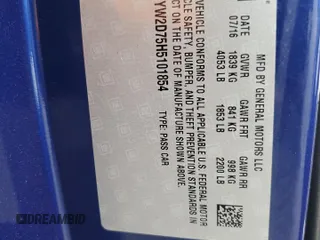 MFD BY GENERAL MOTORS LLC
DATE GVWR GAWR FRT GAWR RR
07/16 1839 KG 841 KG 998 KG
4053 LB 1853 LB 2200 LB
VEHICLE CONFORMS TO ALL APPLICABLE U.S. FEDERAL MOTOR
SAFETY, BUMPER, AND THEFT PREVENTION STANDARDS IN
THE DATE OF MANUFACTURE SHOWN ABOVE.
YW2D75H5101854 TYPE: PASS CAR
DREAMBID